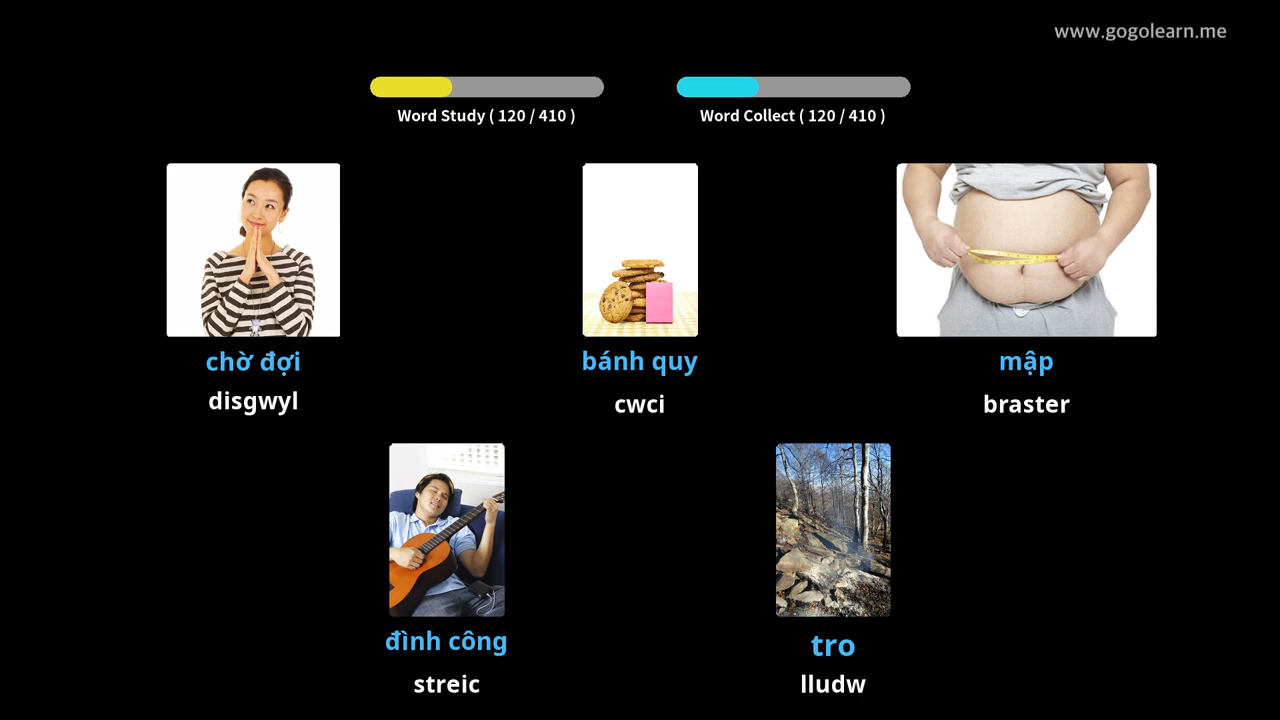 www.gogolearn.me
Word Study ( 120 / 410 )
Word Collect ( 120 / 410 )
chờ đợi
disgwyl
bánh quy
cwci
mập
braster
đình công
streic
tro
lludw